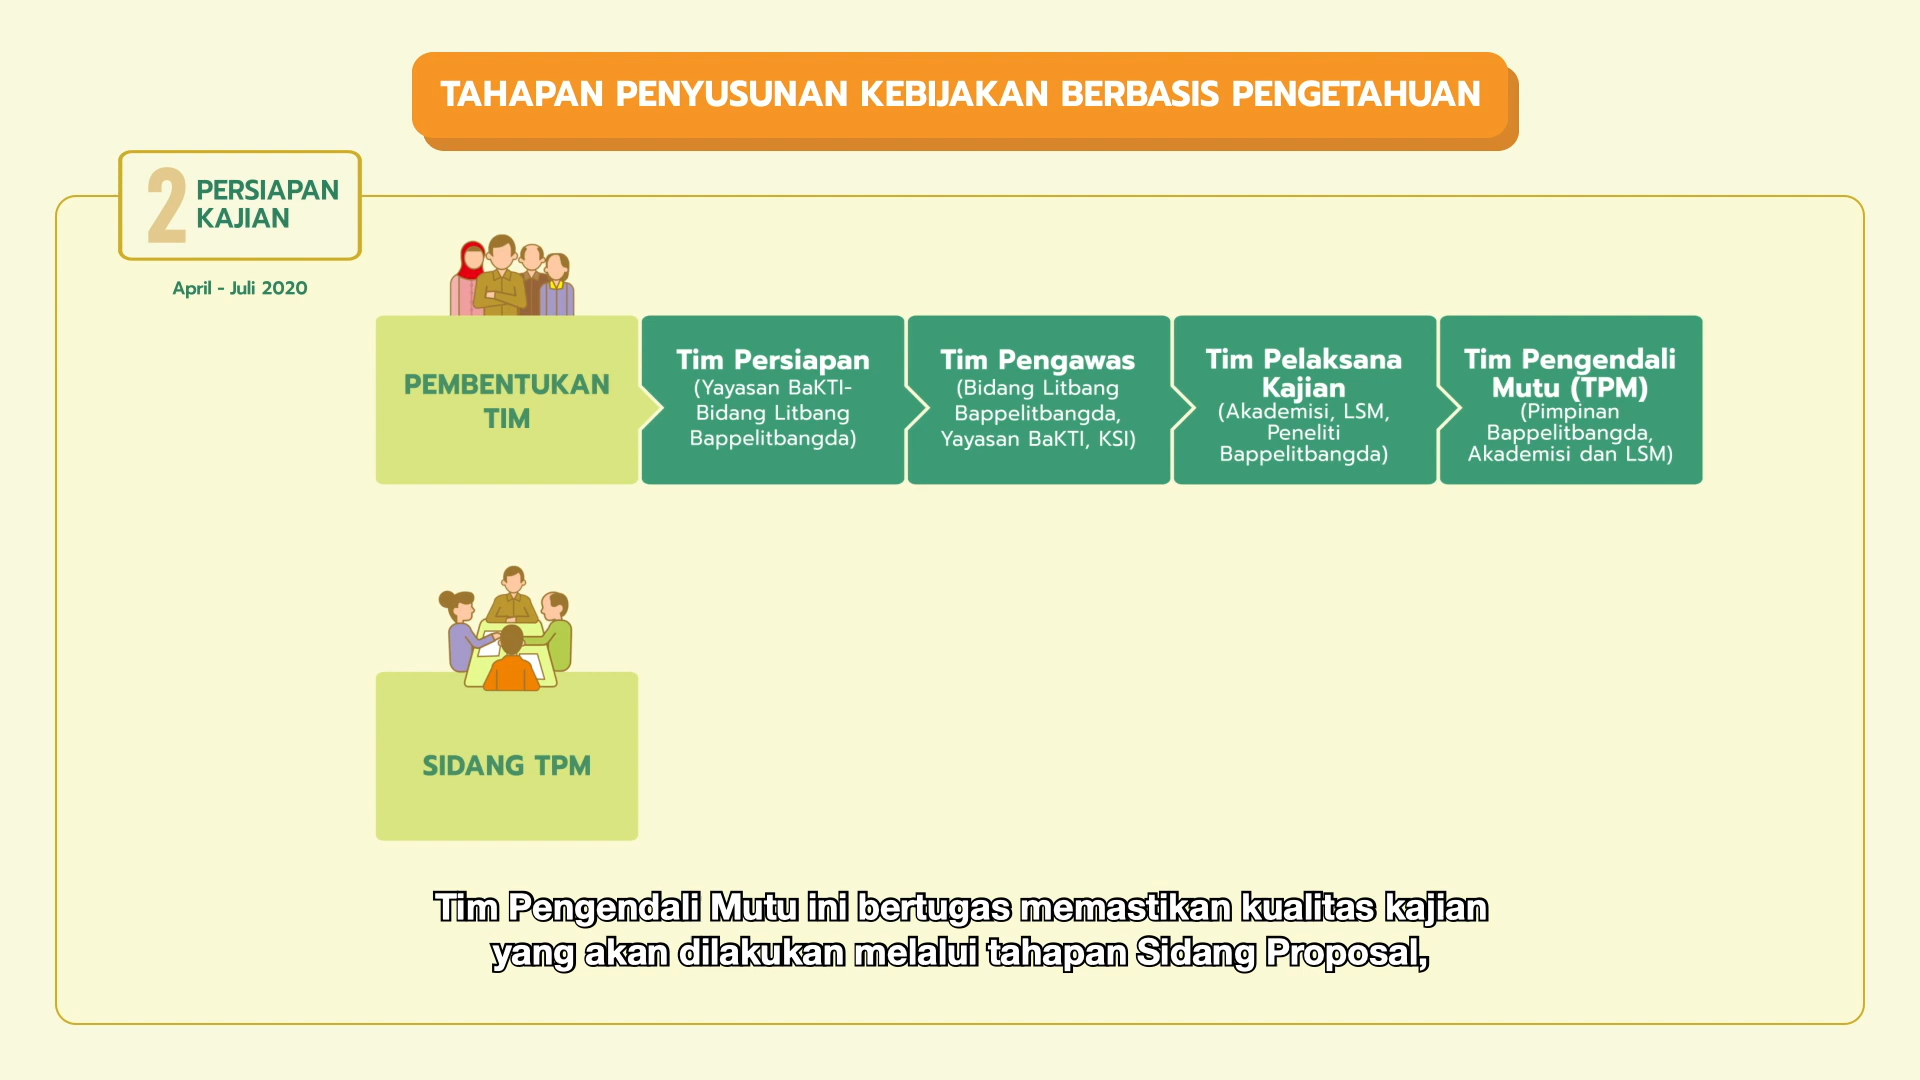 TAHAPAN PENYUSUNAN KEBIJAKAN BERBASIS PENGETAHUAN
2
PERSIAPAN
KAJIAN
April - Juli 2020
PEMBENTUKAN
TIM
Tim Persiapan
(Yayasan BaKTI-
Bidang Litbang
Bappelitbangda)
Tim Pengawas
(Bidang Litbang
Bappelitbangda,
Yayasan BaKTI, KSI)
Tim Pelaksana
Kajian
(Akademisi, LSM,
Peneliti
Bappelitbangda)
Tim Pengendali
Mutu (TPM)
(Pimpinan
Bappelitbangda,
Akademisi dan LSM)
SIDANG TPM
Tim Pengendali Mutu ini bertugas memastikan kualitas kajian
yang akan dilakukan melalui tahapan Sidang Proposal,